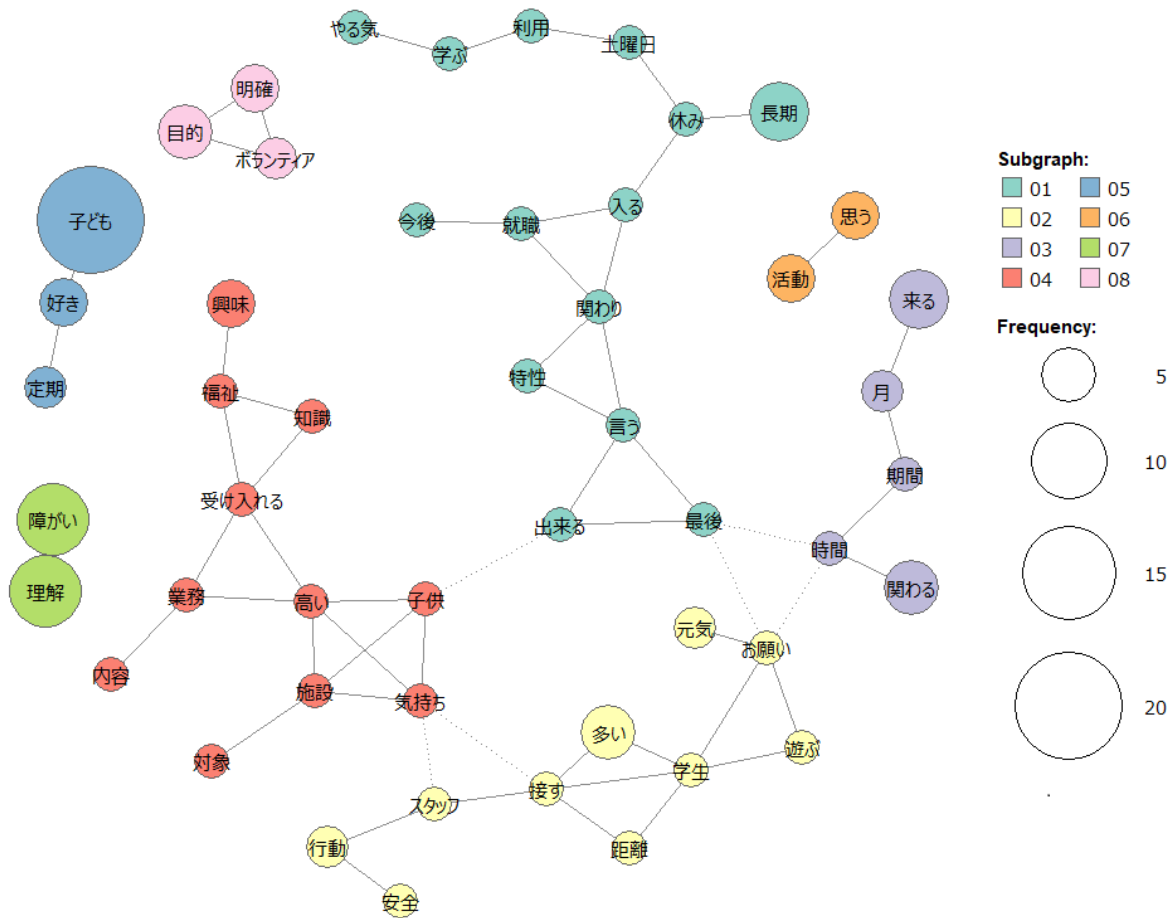 やる気
学ぶ
利用
土曜日
休み
長期
明確
目的
ボランティア
子ども
好き
定期
今後
就職
入る
関わり
特性
言う
出来る
最後
思う
活動
来る
月
期間
時間
関わる
興味
福祉
知識
受け入れる
業務
高い
子供
内容
施設
気持ち
対象
障がい
理解
元気
お願い
多い
学生
遊ぶ
接す
スタッフ
距離
行動
安全
Subgraph:
01 05
02 06
03 07
04 08
Frequency:
5
10
15
20